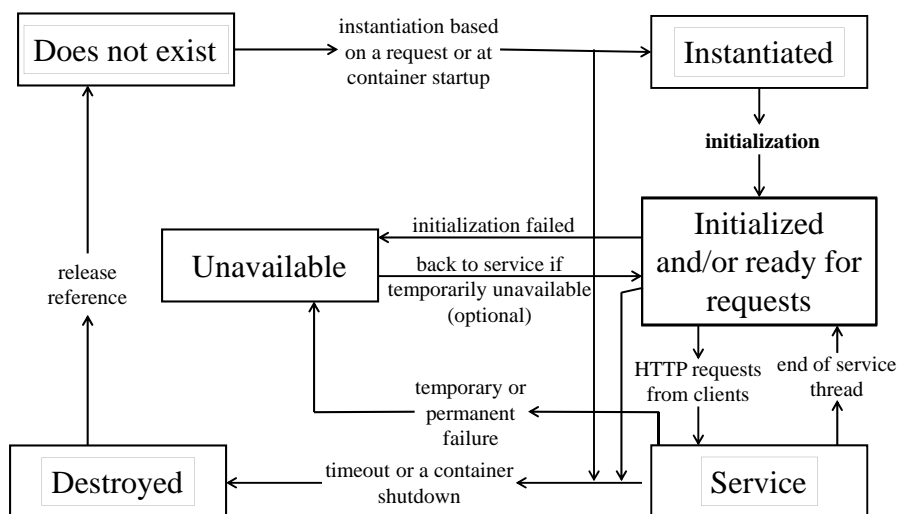 Does not exist
instantiation based
on a request or at
container startup
Instantiated
initialization
initialization failed
Initialized
and/or ready for
requests
Unavailable
back to service if
temporarily unavailable
(optional)
release
reference
HTTP requests
from clients
end of service
thread
temporary or
permanent
failure
Destroyed
timeout or a container
shutdown
Service